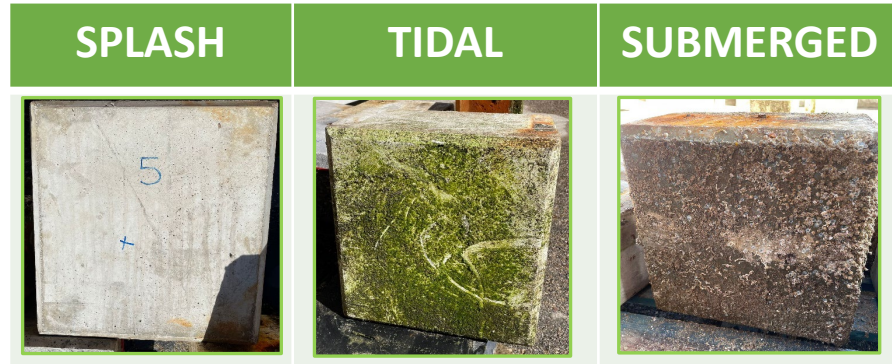 SPLASH
TIDAL
SUBMERGED
5
+